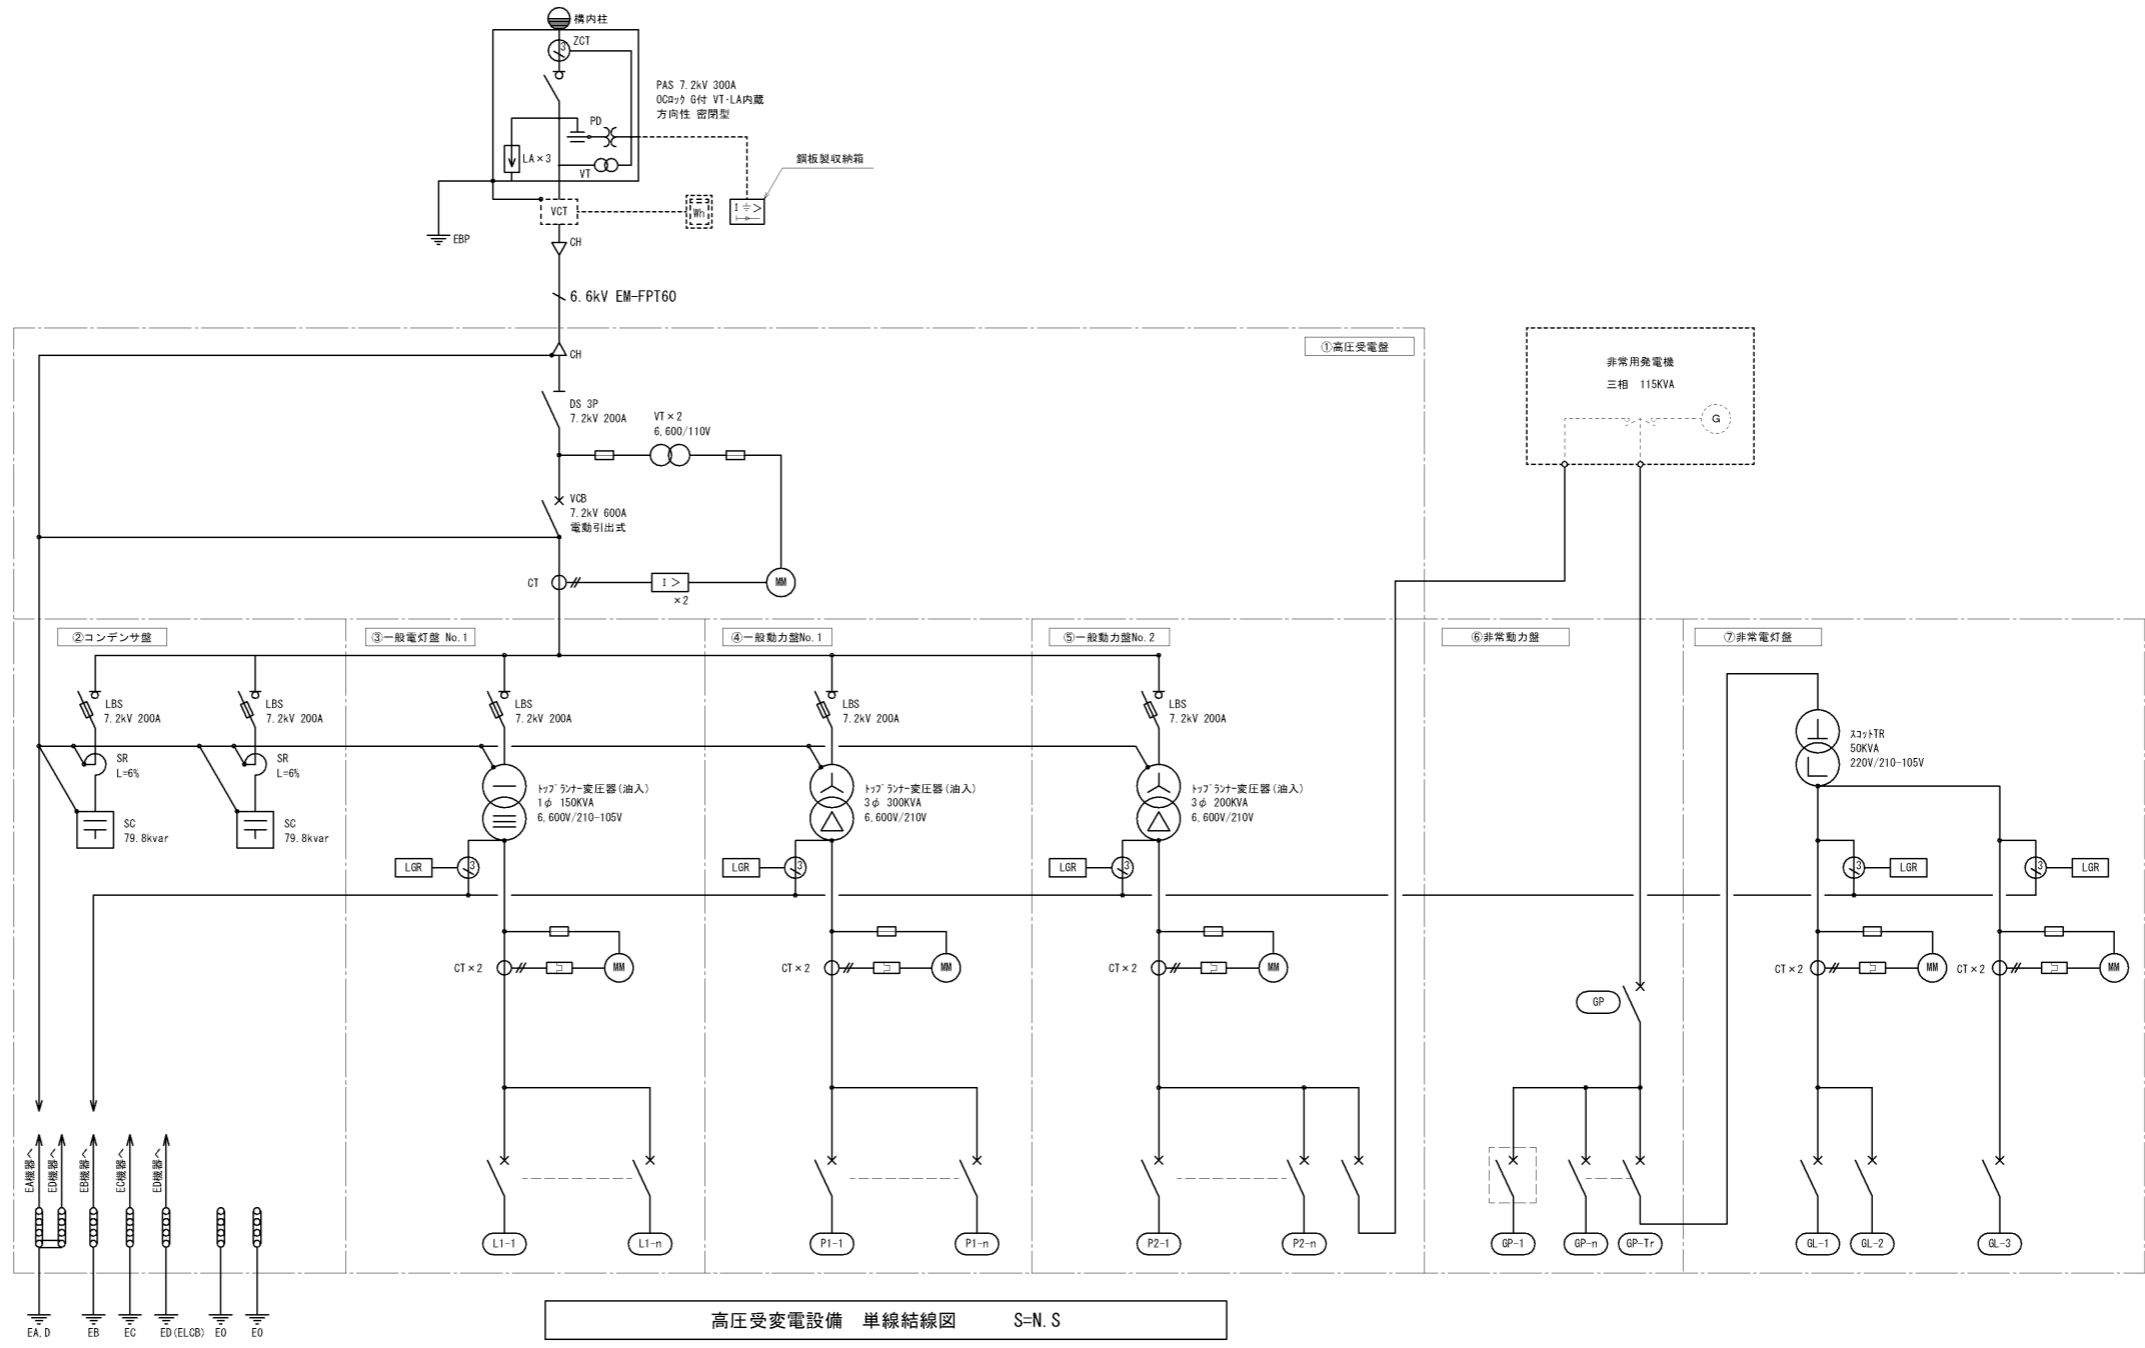 構内柱
ZCT
3
PAS 7.2kV 300A
OCロック G付 VT・LA内蔵
方向性 密閉型
PD
LA×3
VT
鋼板製収納箱
VCT
Wh
I ≑>
EBP
CH
6.6kV EM-FPT60
①高圧受電盤
CH
DS 3P
7.2kV 200A
VT×2
6,600/110V
VCB
7.2kV 600A
電動引出式
CT
I >
×2
MM
非常用発電機
三相 115KVA
G
②コンデンサ盤
③一般電灯盤 No.1
④一般動力盤No.1
⑤一般動力盤No.2
⑥非常動力盤
⑦非常電灯盤
LBS
7.2kV 200A
LBS
7.2kV 200A
LBS
7.2kV 200A
LBS
7.2kV 200A
LBS
7.2kV 200A
SR
L=6%
SR
L=6%
SC
79.8kvar
SC
79.8kvar
トップランナー変圧器(油入)
1φ 150KVA
6,600V/210-105V
トップランナー変圧器(油入)
3φ 300KVA
6,600V/210V
トップランナー変圧器(油入)
3φ 200KVA
6,600V/210V
スコットTR
50KVA
220V/210-105V
LGR
3
LGR
3
LGR
3
3
LGR
3
LGR
CT×2
MM
CT×2
MM
CT×2
MM
CT×2
MM
CT×2
MM
GP
EA機器へ
ED機器へ
EB機器へ
EC機器へ
ED機器へ
L1-1
L1-n
P1-1
P1-n
P2-1
P2-n
GP-1
GP-n
GP-Tr
GL-1
GL-2
GL-3
EA.D
EB
EC
ED(ELCB)
EO
EO
高圧受変電設備 単線結線図 S=N.S